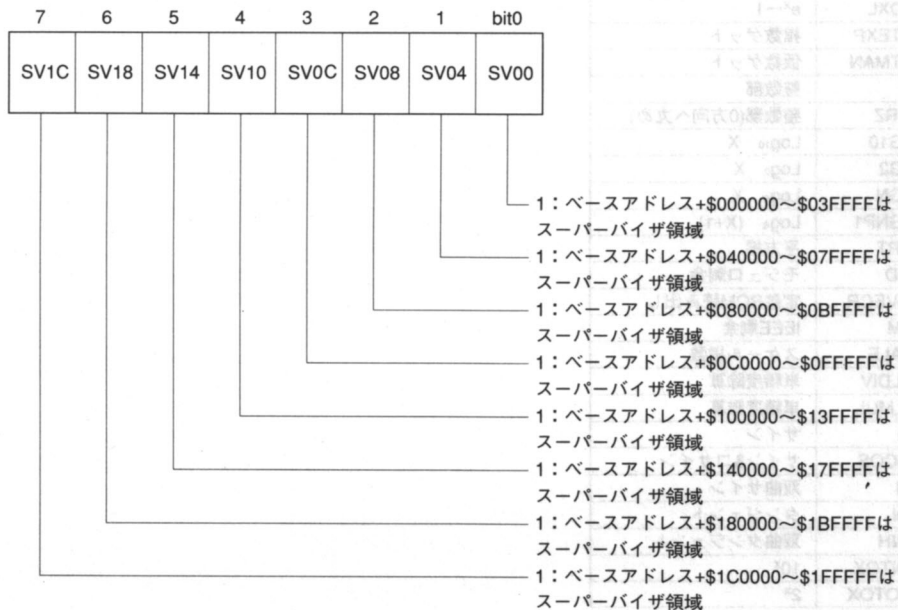 7 6 5 4 3 2 1 bit0
SV1C SV18 SV14 SV10 SV0C SV08 SV04 SV00
1：ベースアドレス+$000000～$03FFFFは
スーパーバイザ領域
1：ベースアドレス+$040000～$07FFFFは
スーパーバイザ領域
1：ベースアドレス+$080000～$0BFFFFは
スーパーバイザ領域
1：ベースアドレス+$0C0000～$0FFFFFは
スーパーバイザ領域
1：ベースアドレス+$100000～$13FFFFは
スーパーバイザ領域
1：ベースアドレス+$140000～$17FFFFは
スーパーバイザ領域
1：ベースアドレス+$180000～$1BFFFFは
スーパーバイザ領域
1：ベースアドレス+$1C0000～$1FFFFFは
スーパーバイザ領域